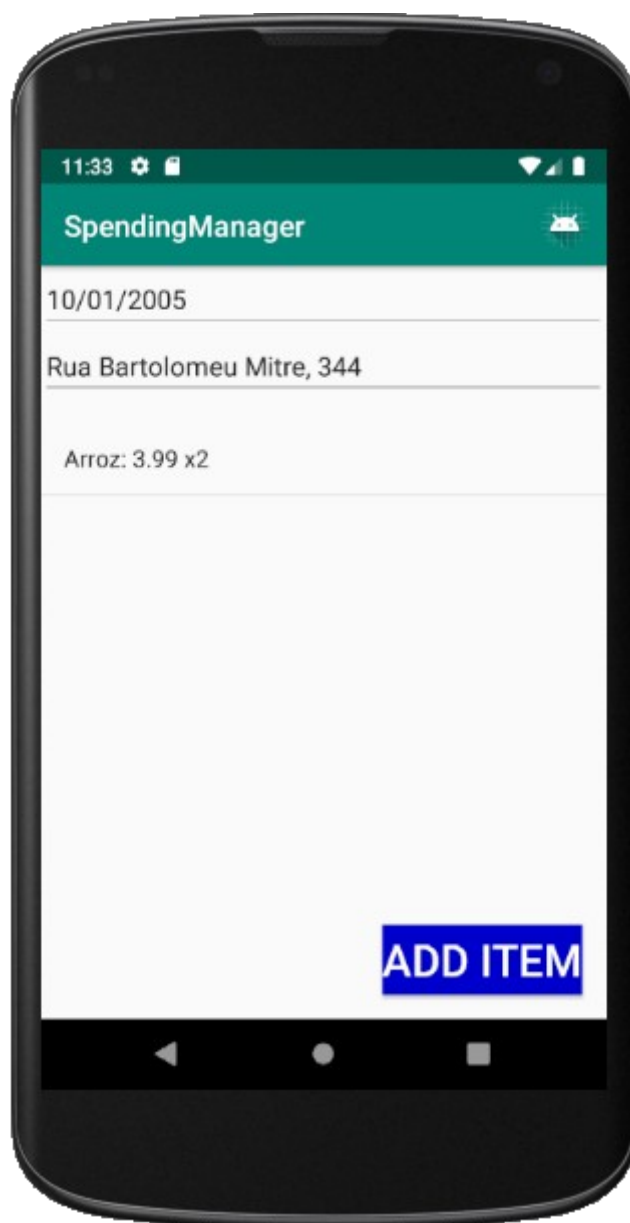 11:33
SpendingManager
10/01/2005
Rua Bartolomeu Mitre, 344
Arroz: 3.99 x2
ADD ITEM